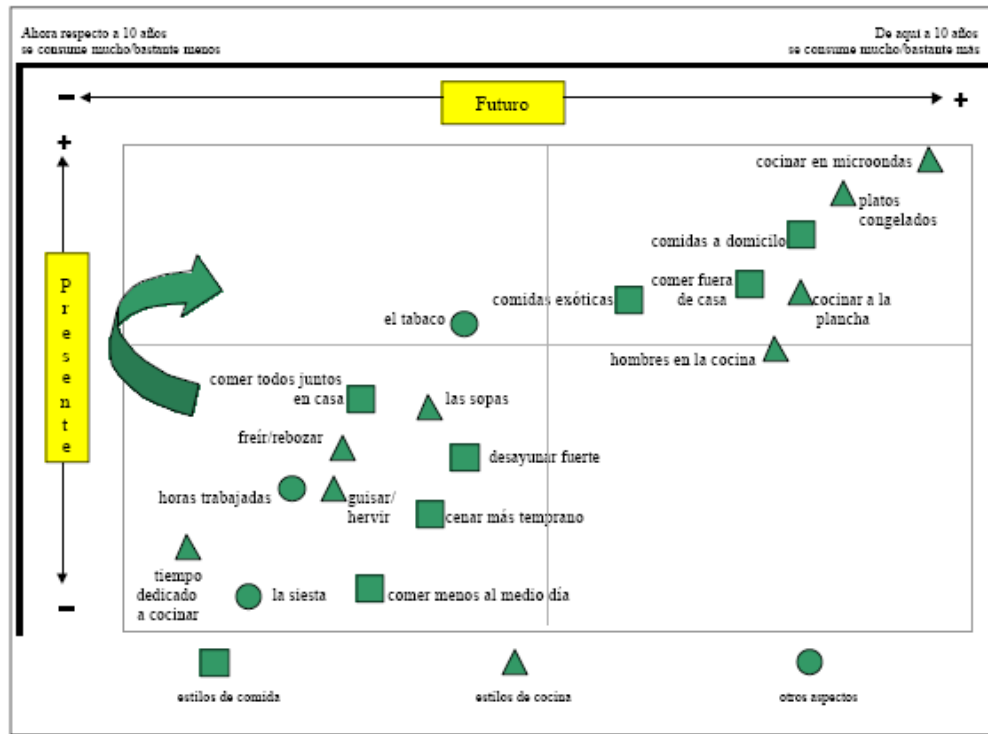 Ahora respecto a 10 años
se consume mucho/bastante menos
De aquí a 10 años
se consume mucho/bastante más
−
Futuro
+
+
Presente
−
cocinar en microondas
platos
congelados
comidas a domicilo
comer fuera
de casa
comidas exóticas
cocinar a la
plancha
el tabaco
hombres en la cocina
comer todos juntos
en casa
las sopas
freír/rebozar
desayunar fuerte
horas trabajadas
guisar/
hervir
cenar más temprano
tiempo
dedicado
a cocinar
la siesta
comer menos al medio día
estilos de comida
estilos de cocina
otros aspectos